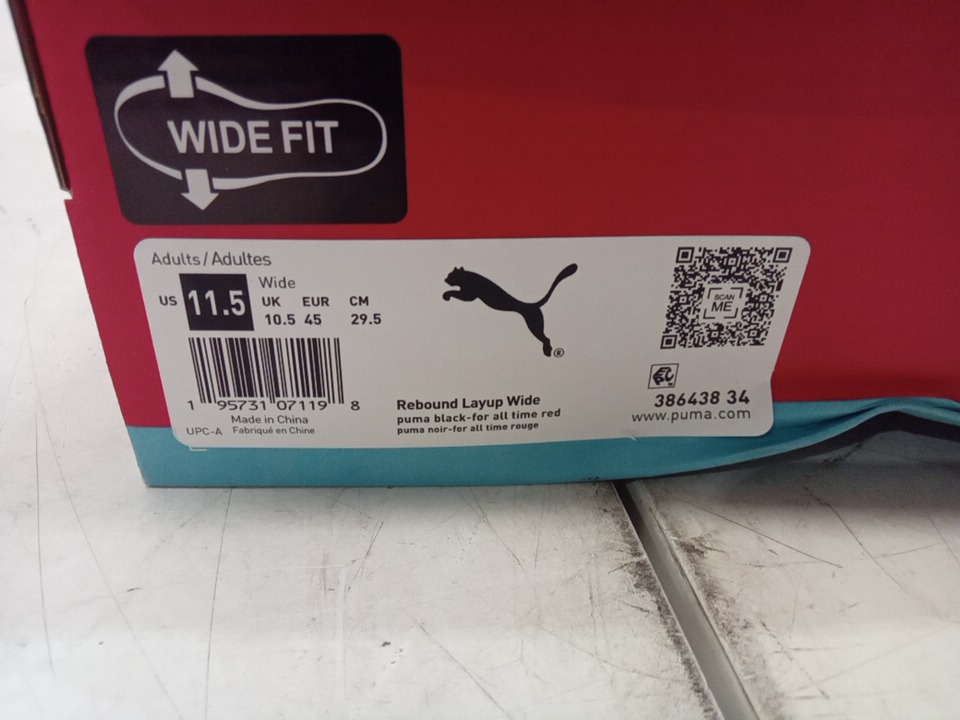 WIDE FIT
Adults/Adultes
Wide
US 11.5 UK EUR CM
10.5 45 29.5
1 95731 07119 8
Made in China
UPC-A Fabriqué en Chine
®
Rebound Layup Wide
puma black-for all time red
puma noir-for all time rouge
SCAN
ME
386438 34
www.puma.com